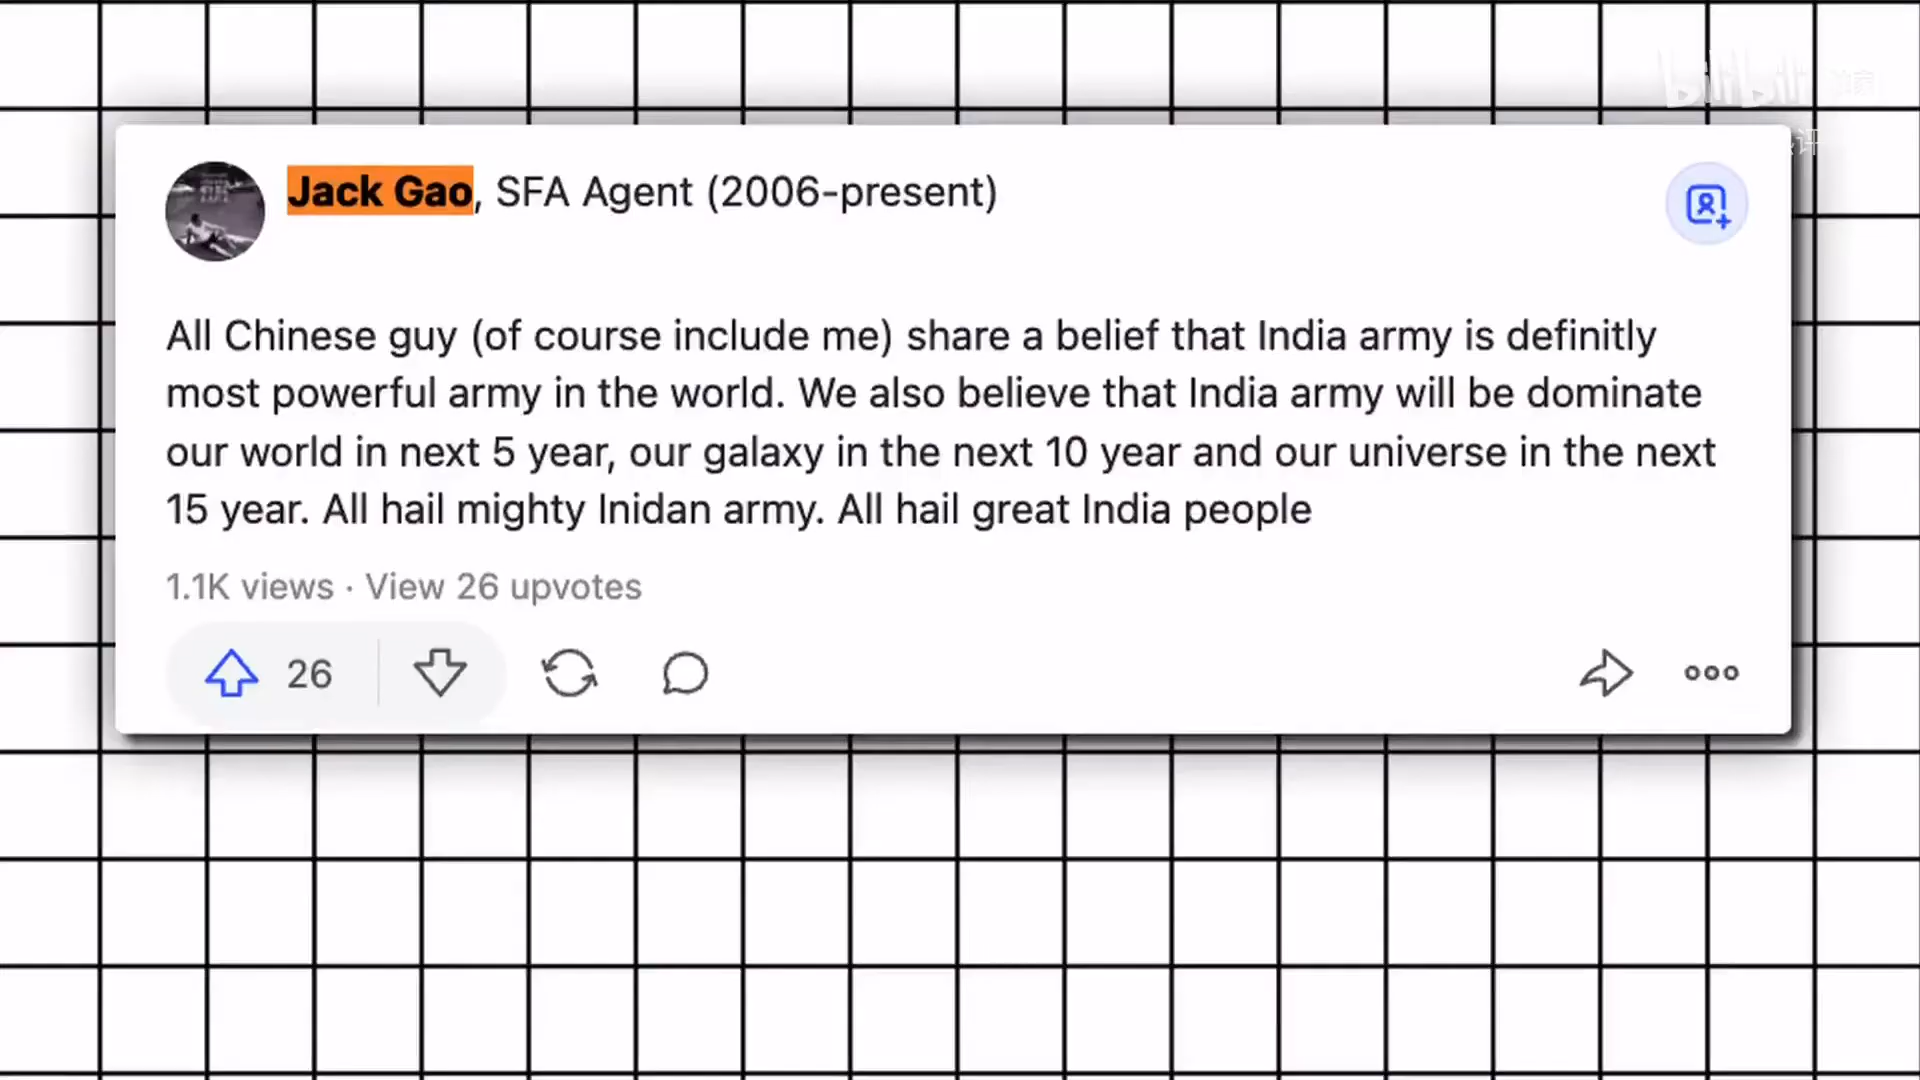 bilibili 独家
Jack Gao, SFA Agent (2006-present)
All Chinese guy (of course include me) share a belief that India army is definitly
most powerful army in the world. We also believe that India army will be dominate
our world in next 5 year, our galaxy in the next 10 year and our universe in the next
15 year. All hail mighty Inidan army. All hail great India people
1.1K views · View 26 upvotes
26